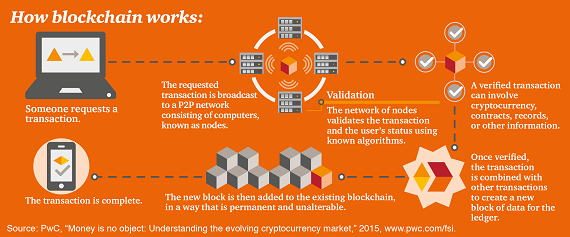 How blockchain works:
Someone requests a
transaction.
The requested
transaction is broadcast
to a P2P network
consisting of computers,
known as nodes.
Validation
The network of nodes
validates the transaction
and the user's status using
known algorithms.
A verified transaction
can involve
cryptocurrency,
contracts, records,
or other information.
Once verified,
the transaction
is combined with
other transactions
to create a new
block of data for the
ledger.
The new block is then added to the existing blockchain,
in a way that is permanent and unalterable.
The transaction is complete.
Source: PwC, “Money is no object: Understanding the evolving cryptocurrency market,” 2015, www.pwc.com/fsi.